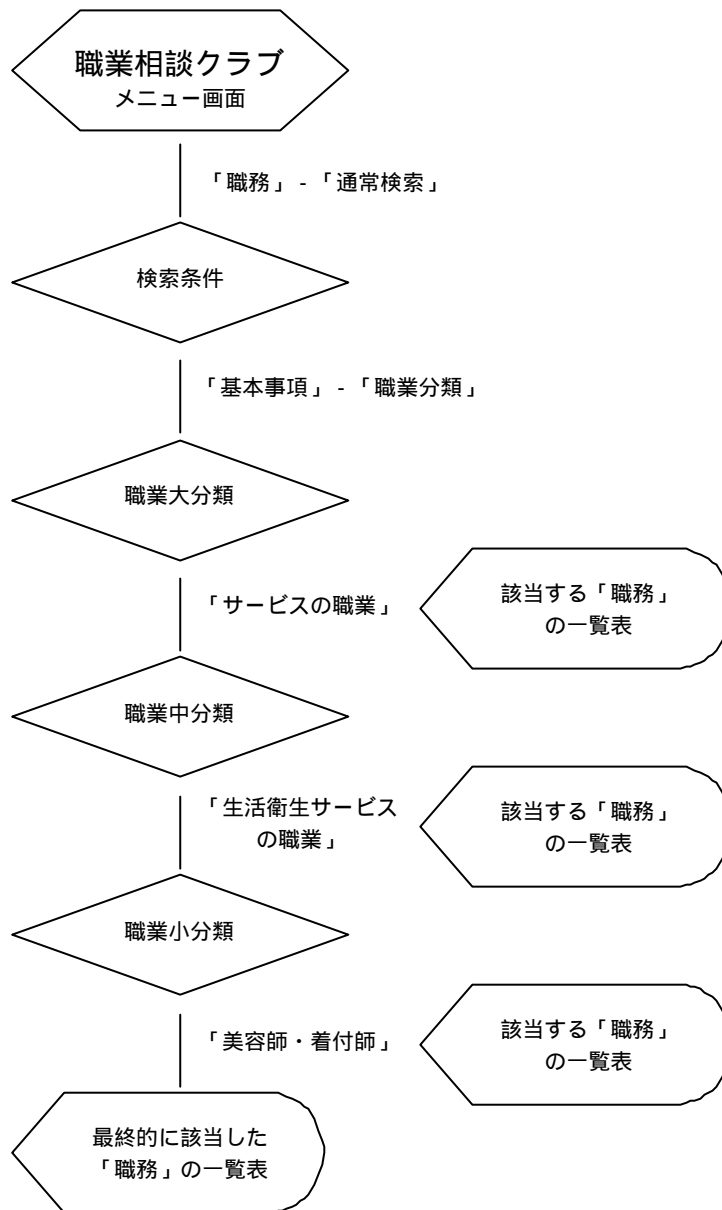 職業相談クラブ
メニュー画面
「職務」-「通常検索」
検索条件
「基本事項」-「職業分類」
職業大分類
「サービスの職業」
該当する「職務」
の一覧表
職業中分類
「生活衛生サービス
の職業」
該当する「職務」
の一覧表
職業小分類
「美容師・着付師」
該当する「職務」
の一覧表
最終的に該当した
「職務」の一覧表